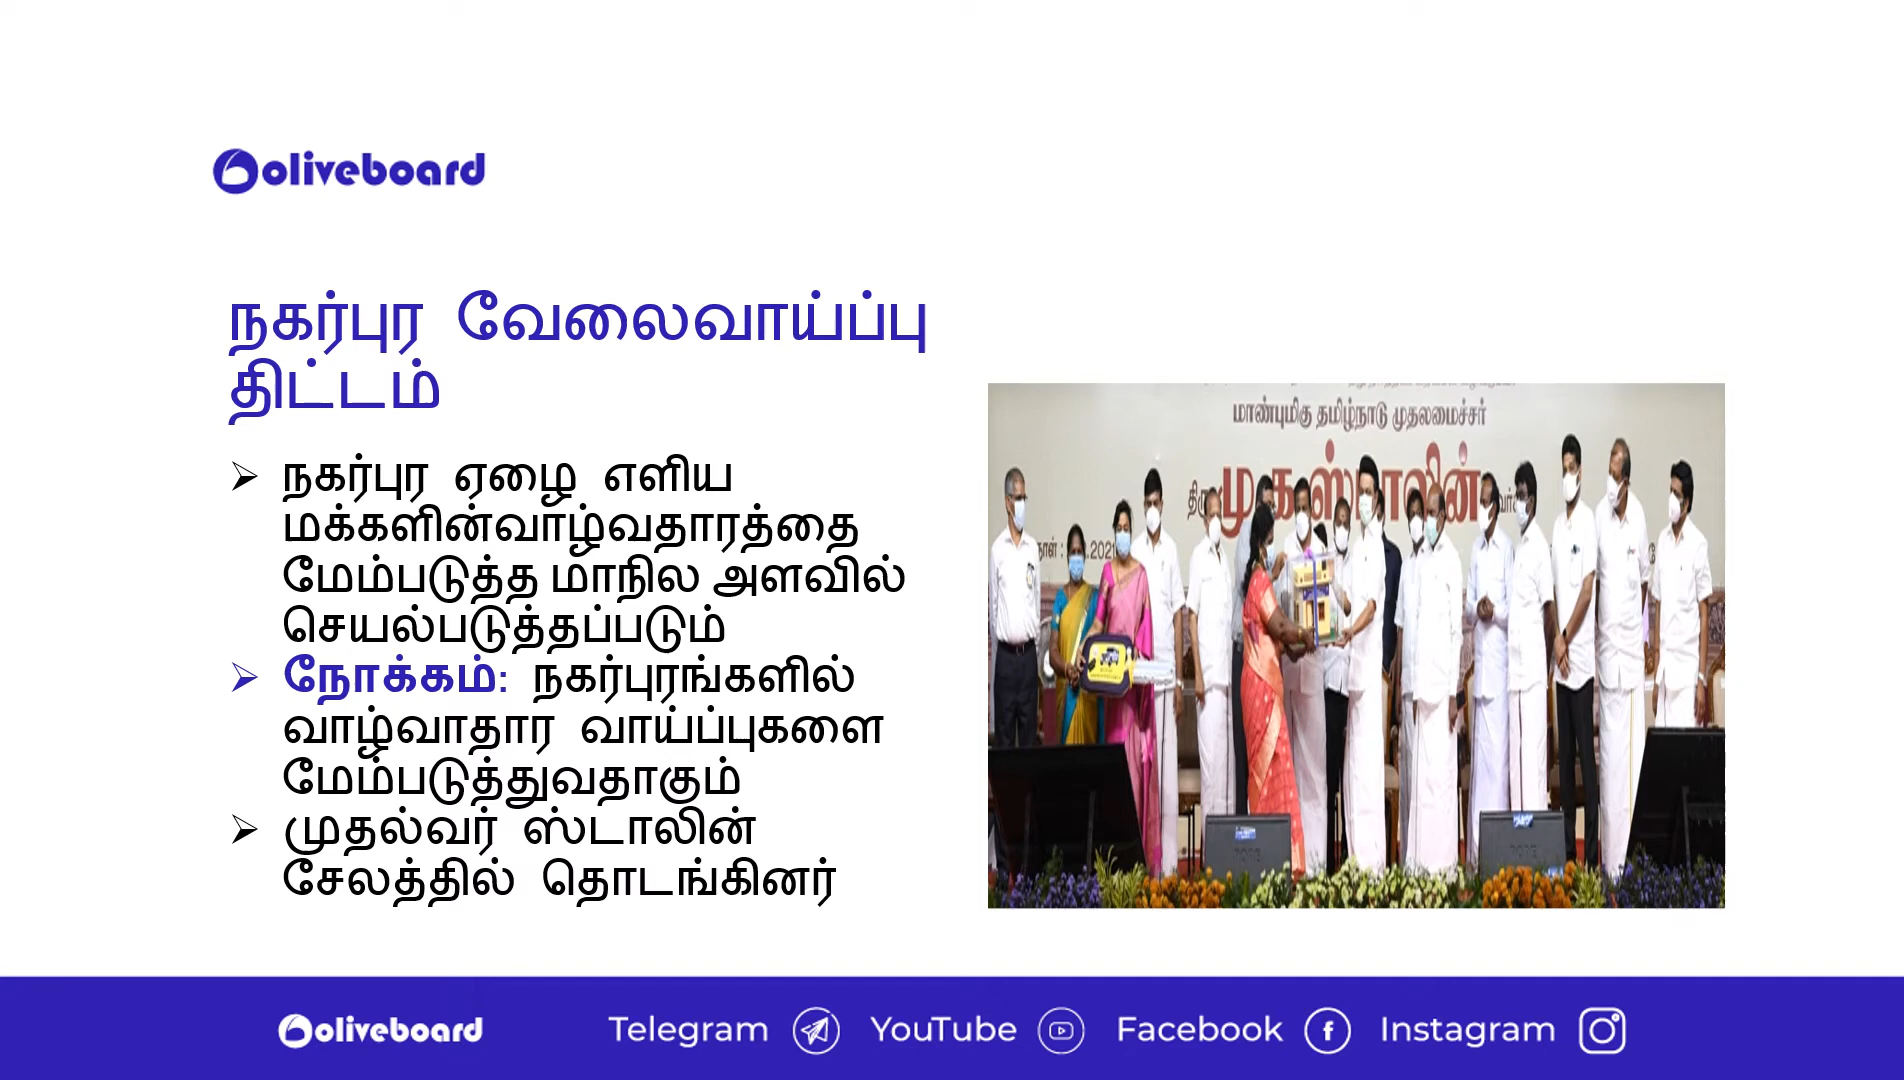 oliveboard
நகர்புர வேலைவாய்ப்பு
திட்டம்
நகர்புர ஏழை எளிய
மக்களின்வாழ்வதாரத்தை
மேம்படுத்த மாநில அளவில்
செயல்படுத்தப்படும்
நோக்கம்: நகர்புரங்களில்
வாழ்வாதார வாய்ப்புகளை
மேம்படுத்துவதாகும்
முதல்வர் ஸ்டாலின்
சேலத்தில் தொடங்கினர்
மாண்புமிகு தமிழ்நாடு முதலமைச்சர்
மு.க.ஸ்டாலின்
oliveboard Telegram YouTube Facebook Instagram